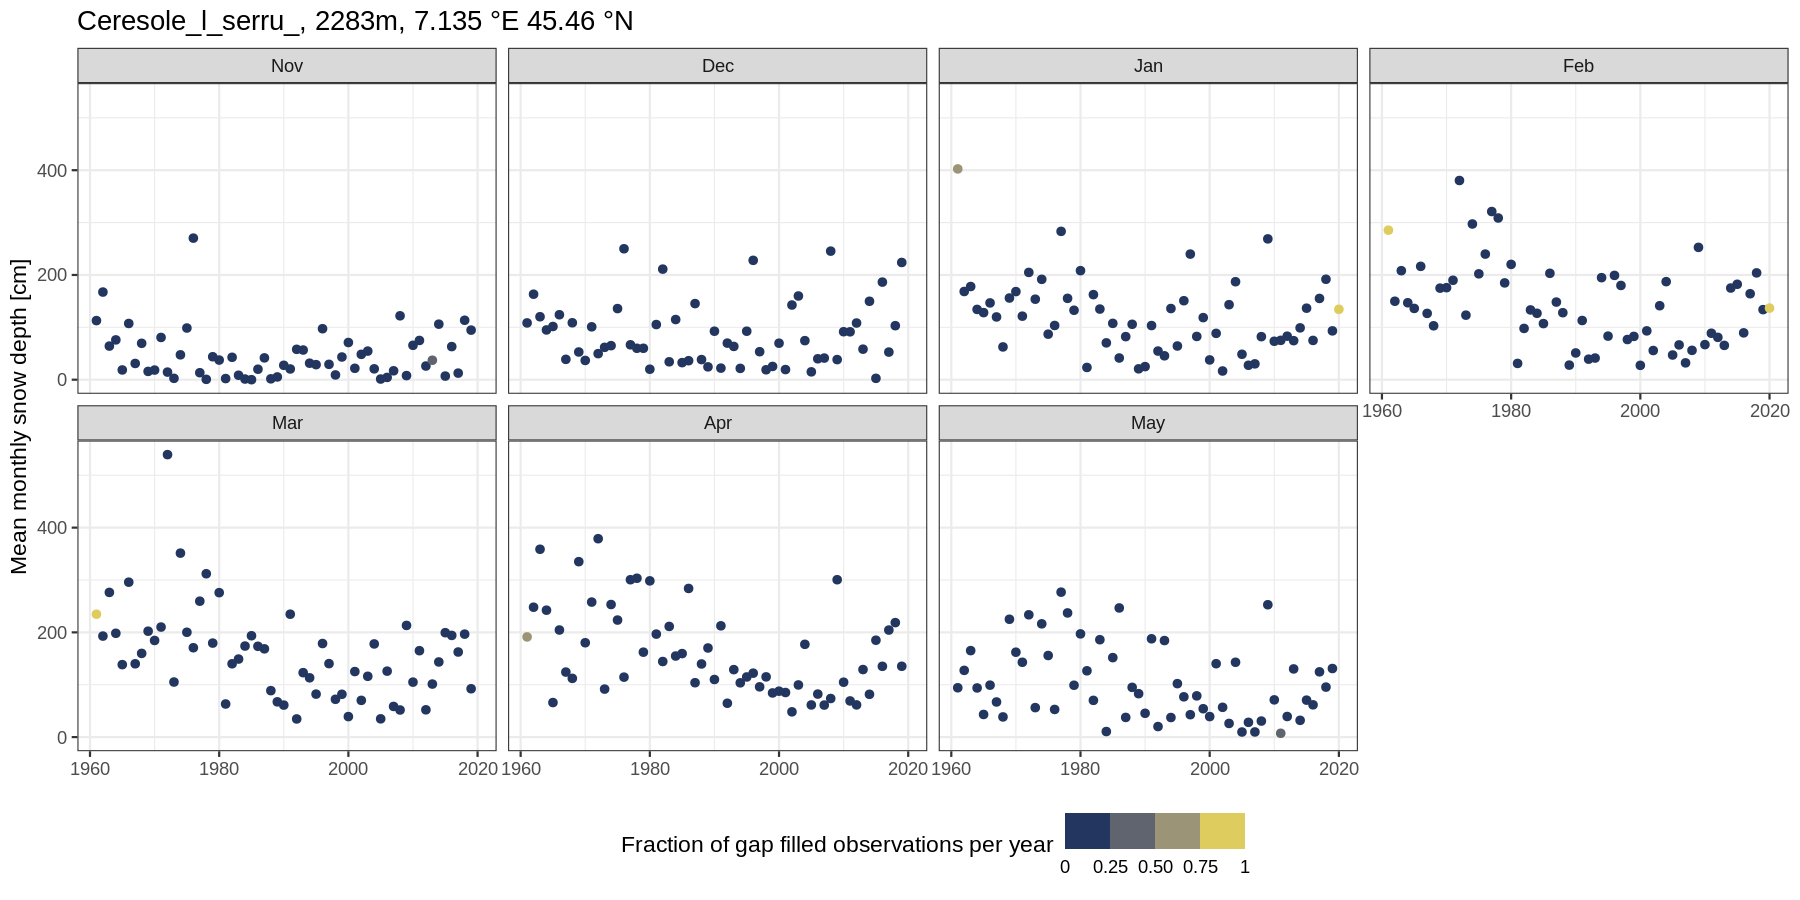 Ceresole_l_serru_, 2283m, 7.135 °E 45.46 °N
Nov
Dec
Jan
Feb
Mean monthly snow depth [cm]
400
200
0
1960
1980
2000
2020
Mar
Apr
May
400
200
0
1960
1980
2000
2020
1960
1980
2000
2020
1960
1980
2000
2020
Fraction of gap filled observations per year
0
0.25
0.50
0.75
1